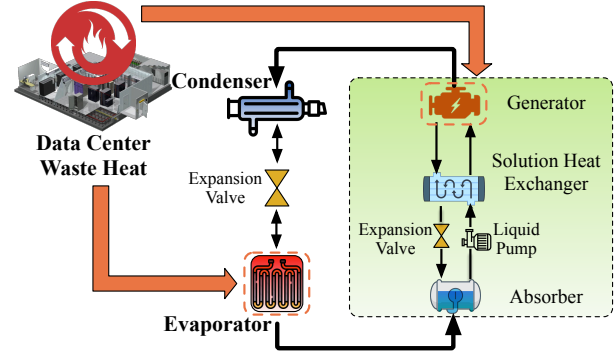 Condenser
Generator
Data Center
Waste Heat
Expansion
Valve
Solution Heat
Exchanger
Expansion
Valve
Liquid
Pump
Evaporator
Absorber